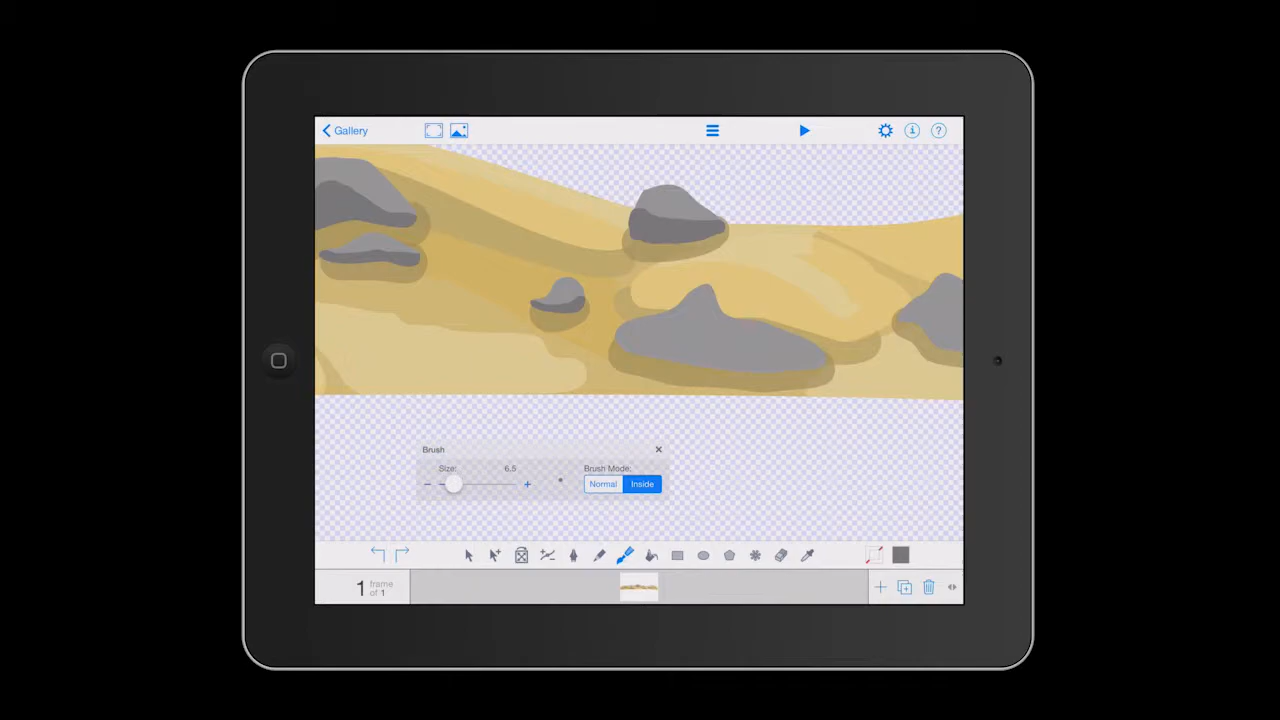 Gallery
Brush
Size: 6.5 Brush Mode:
Normal Inside
1 frame of 1